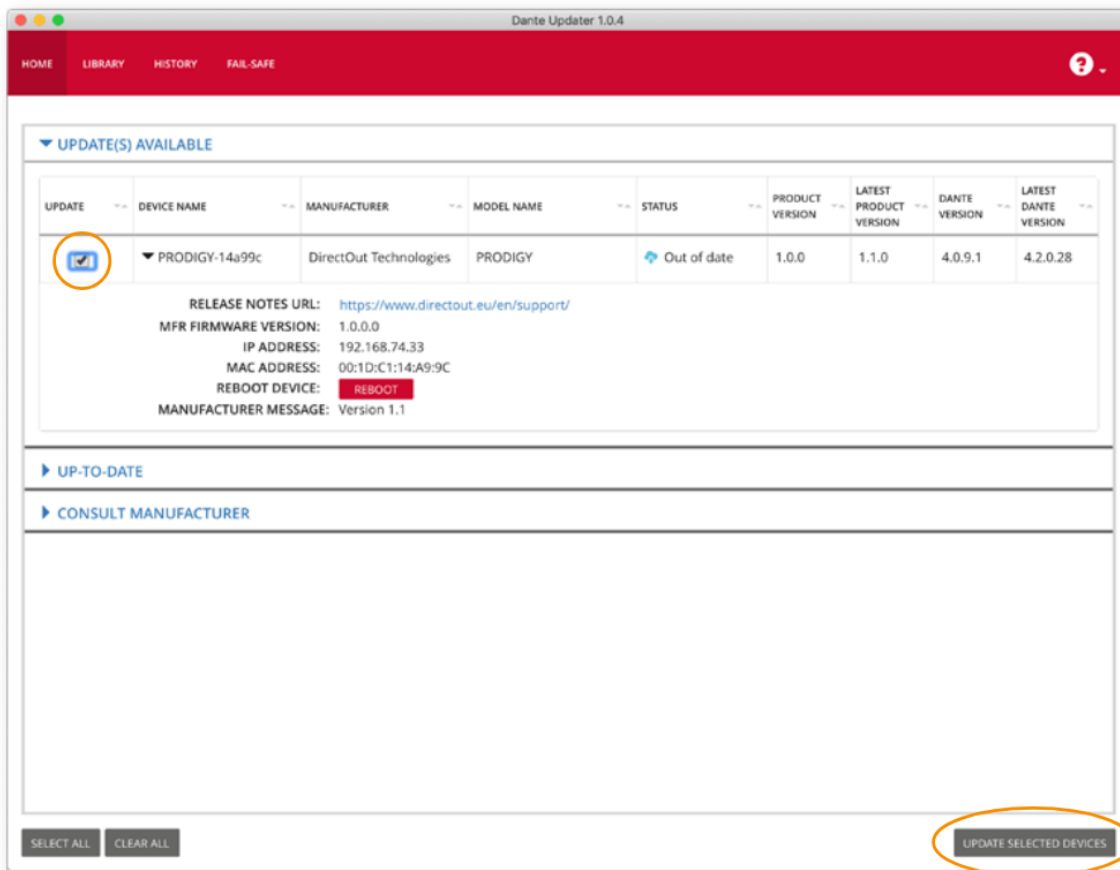 Dante Updater 1.0.4
HOME LIBRARY HISTORY FAIL-SAFE ?
UPDATE(S) AVAILABLE
UPDATE DEVICE NAME MANUFACTURER MODEL NAME STATUS PRODUCT VERSION LATEST PRODUCT VERSION DANTE VERSION LATEST DANTE VERSION
PRODIGY-14a99c DirectOut Technologies PRODIGY Out of date 1.0.0 1.1.0 4.0.9.1 4.2.0.28
RELEASE NOTES URL: https://www.directout.eu/en/support/
MFR FIRMWARE VERSION: 1.0.0.0
IP ADDRESS: 192.168.74.33
MAC ADDRESS: 00:1D:C1:14:A9:9C
REBOOT DEVICE: REBOOT
MANUFACTURER MESSAGE: Version 1.1
UP-TO-DATE
CONSULT MANUFACTURER
SELECT ALL CLEAR ALL UPDATE SELECTED DEVICES